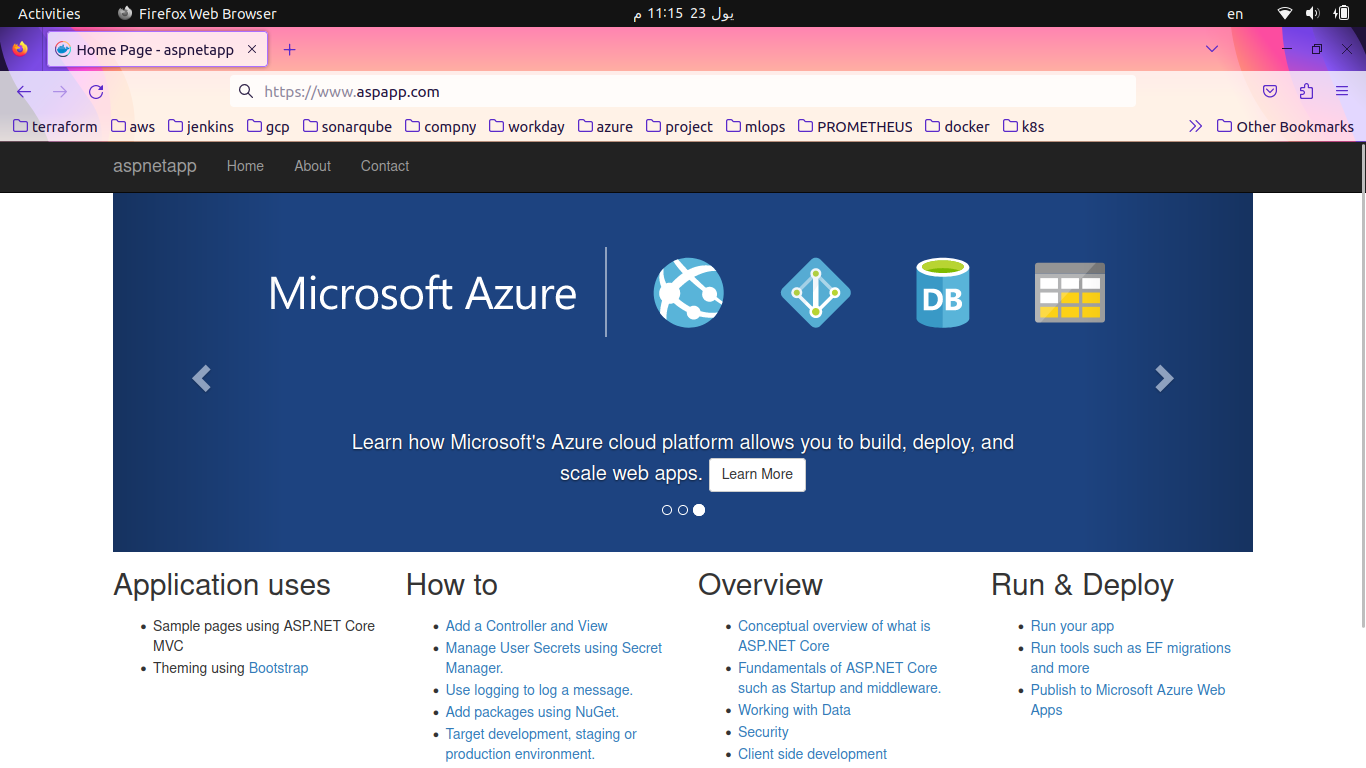 Activities Firefox Web Browser يول 23 11:15 م en
Home Page - aspnetapp
https://www.aspapp.com
terraform aws jenkins gcp sonarqube compny workday azure project mlops PROMETHEUS docker k8s Other Bookmarks
aspnetapp Home About Contact
Microsoft Azure
DB
Learn how Microsoft's Azure cloud platform allows you to build, deploy, and
scale web apps. Learn More
Application uses
Sample pages using ASP.NET Core
MVC
Theming using Bootstrap
How to
Add a Controller and View
Manage User Secrets using Secret
Manager.
Use logging to log a message.
Add packages using NuGet.
Target development, staging or
production environment.
Overview
Conceptual overview of what is
ASP.NET Core
Fundamentals of ASP.NET Core
such as Startup and middleware.
Working with Data
Security
Client side development
Run & Deploy
Run your app
Run tools such as EF migrations
and more
Publish to Microsoft Azure Web
Apps